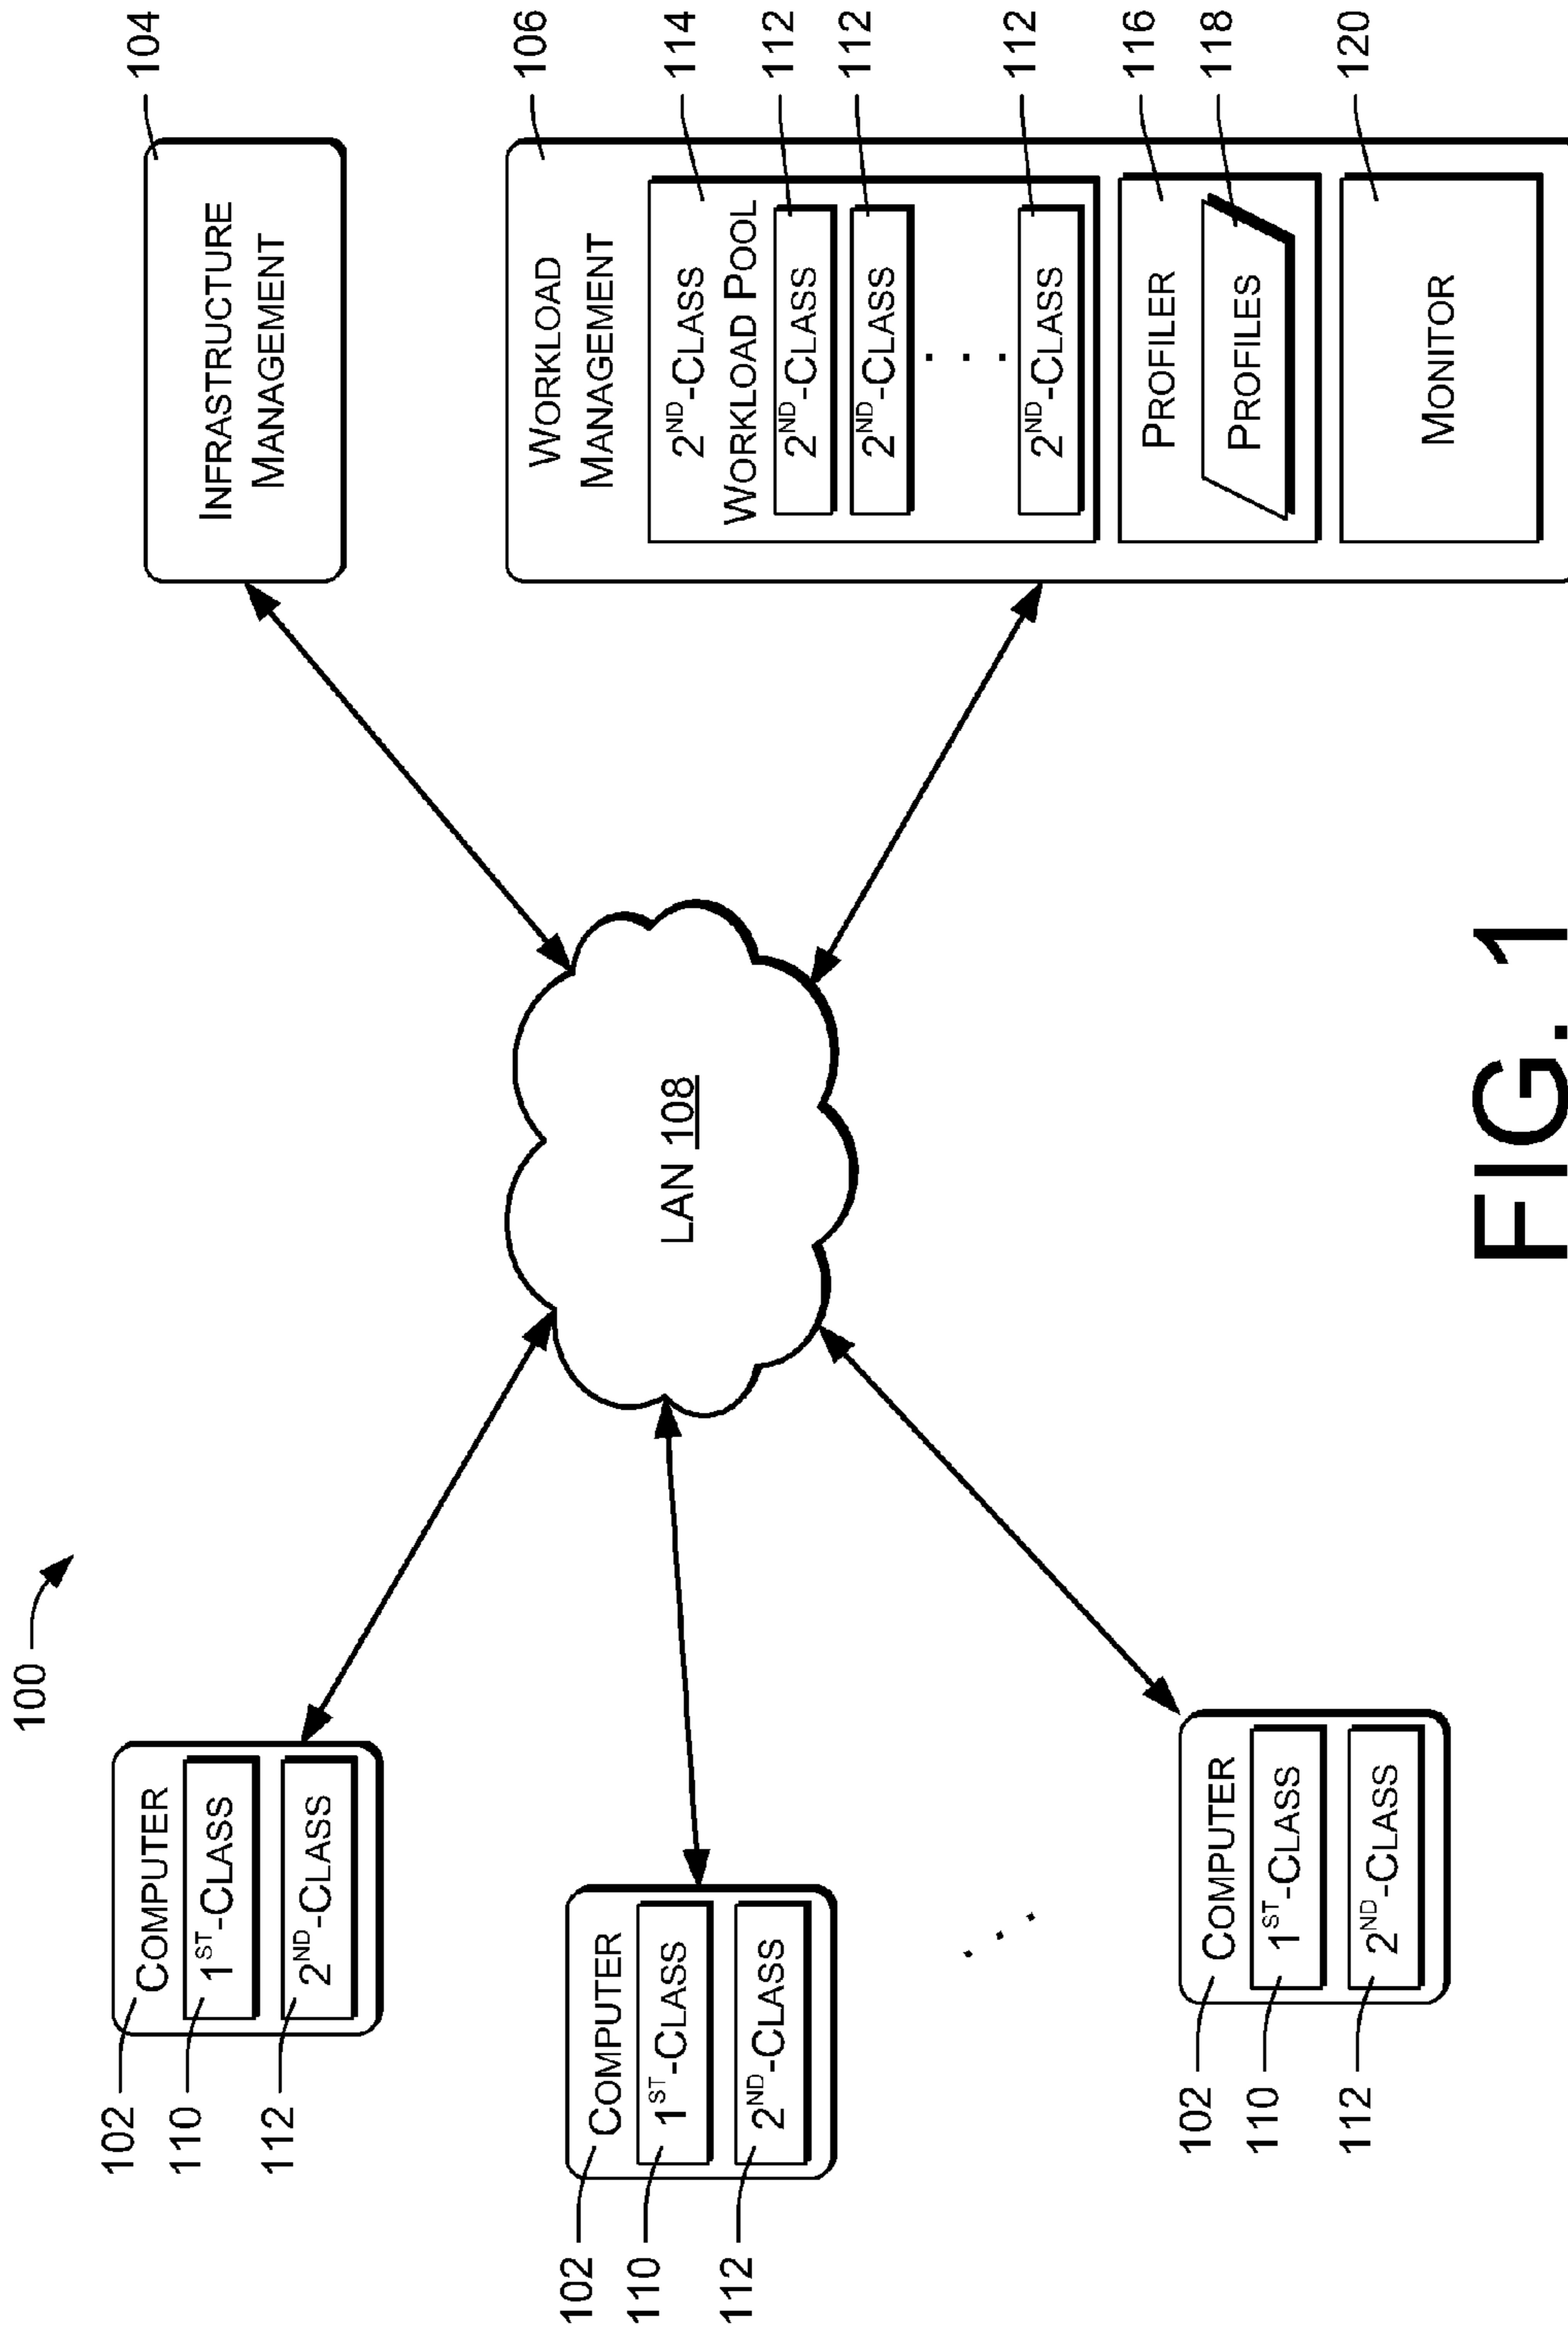 100
102
COMPUTER
110
1ST-CLASS
112
2ND-CLASS
102
COMPUTER
110
1ST-CLASS
112
2ND-CLASS
102
COMPUTER
110
1ST-CLASS
112
2ND-CLASS
LAN 108
INFRASTRUCTURE
MANAGEMENT
104
WORKLOAD
MANAGEMENT
106
2ND-CLASS
WORKLOAD POOL
114
2ND-CLASS
112
2ND-CLASS
112
. . .
2ND-CLASS
112
PROFILER
116
PROFILES
118
MONITOR
120
FIG. 1